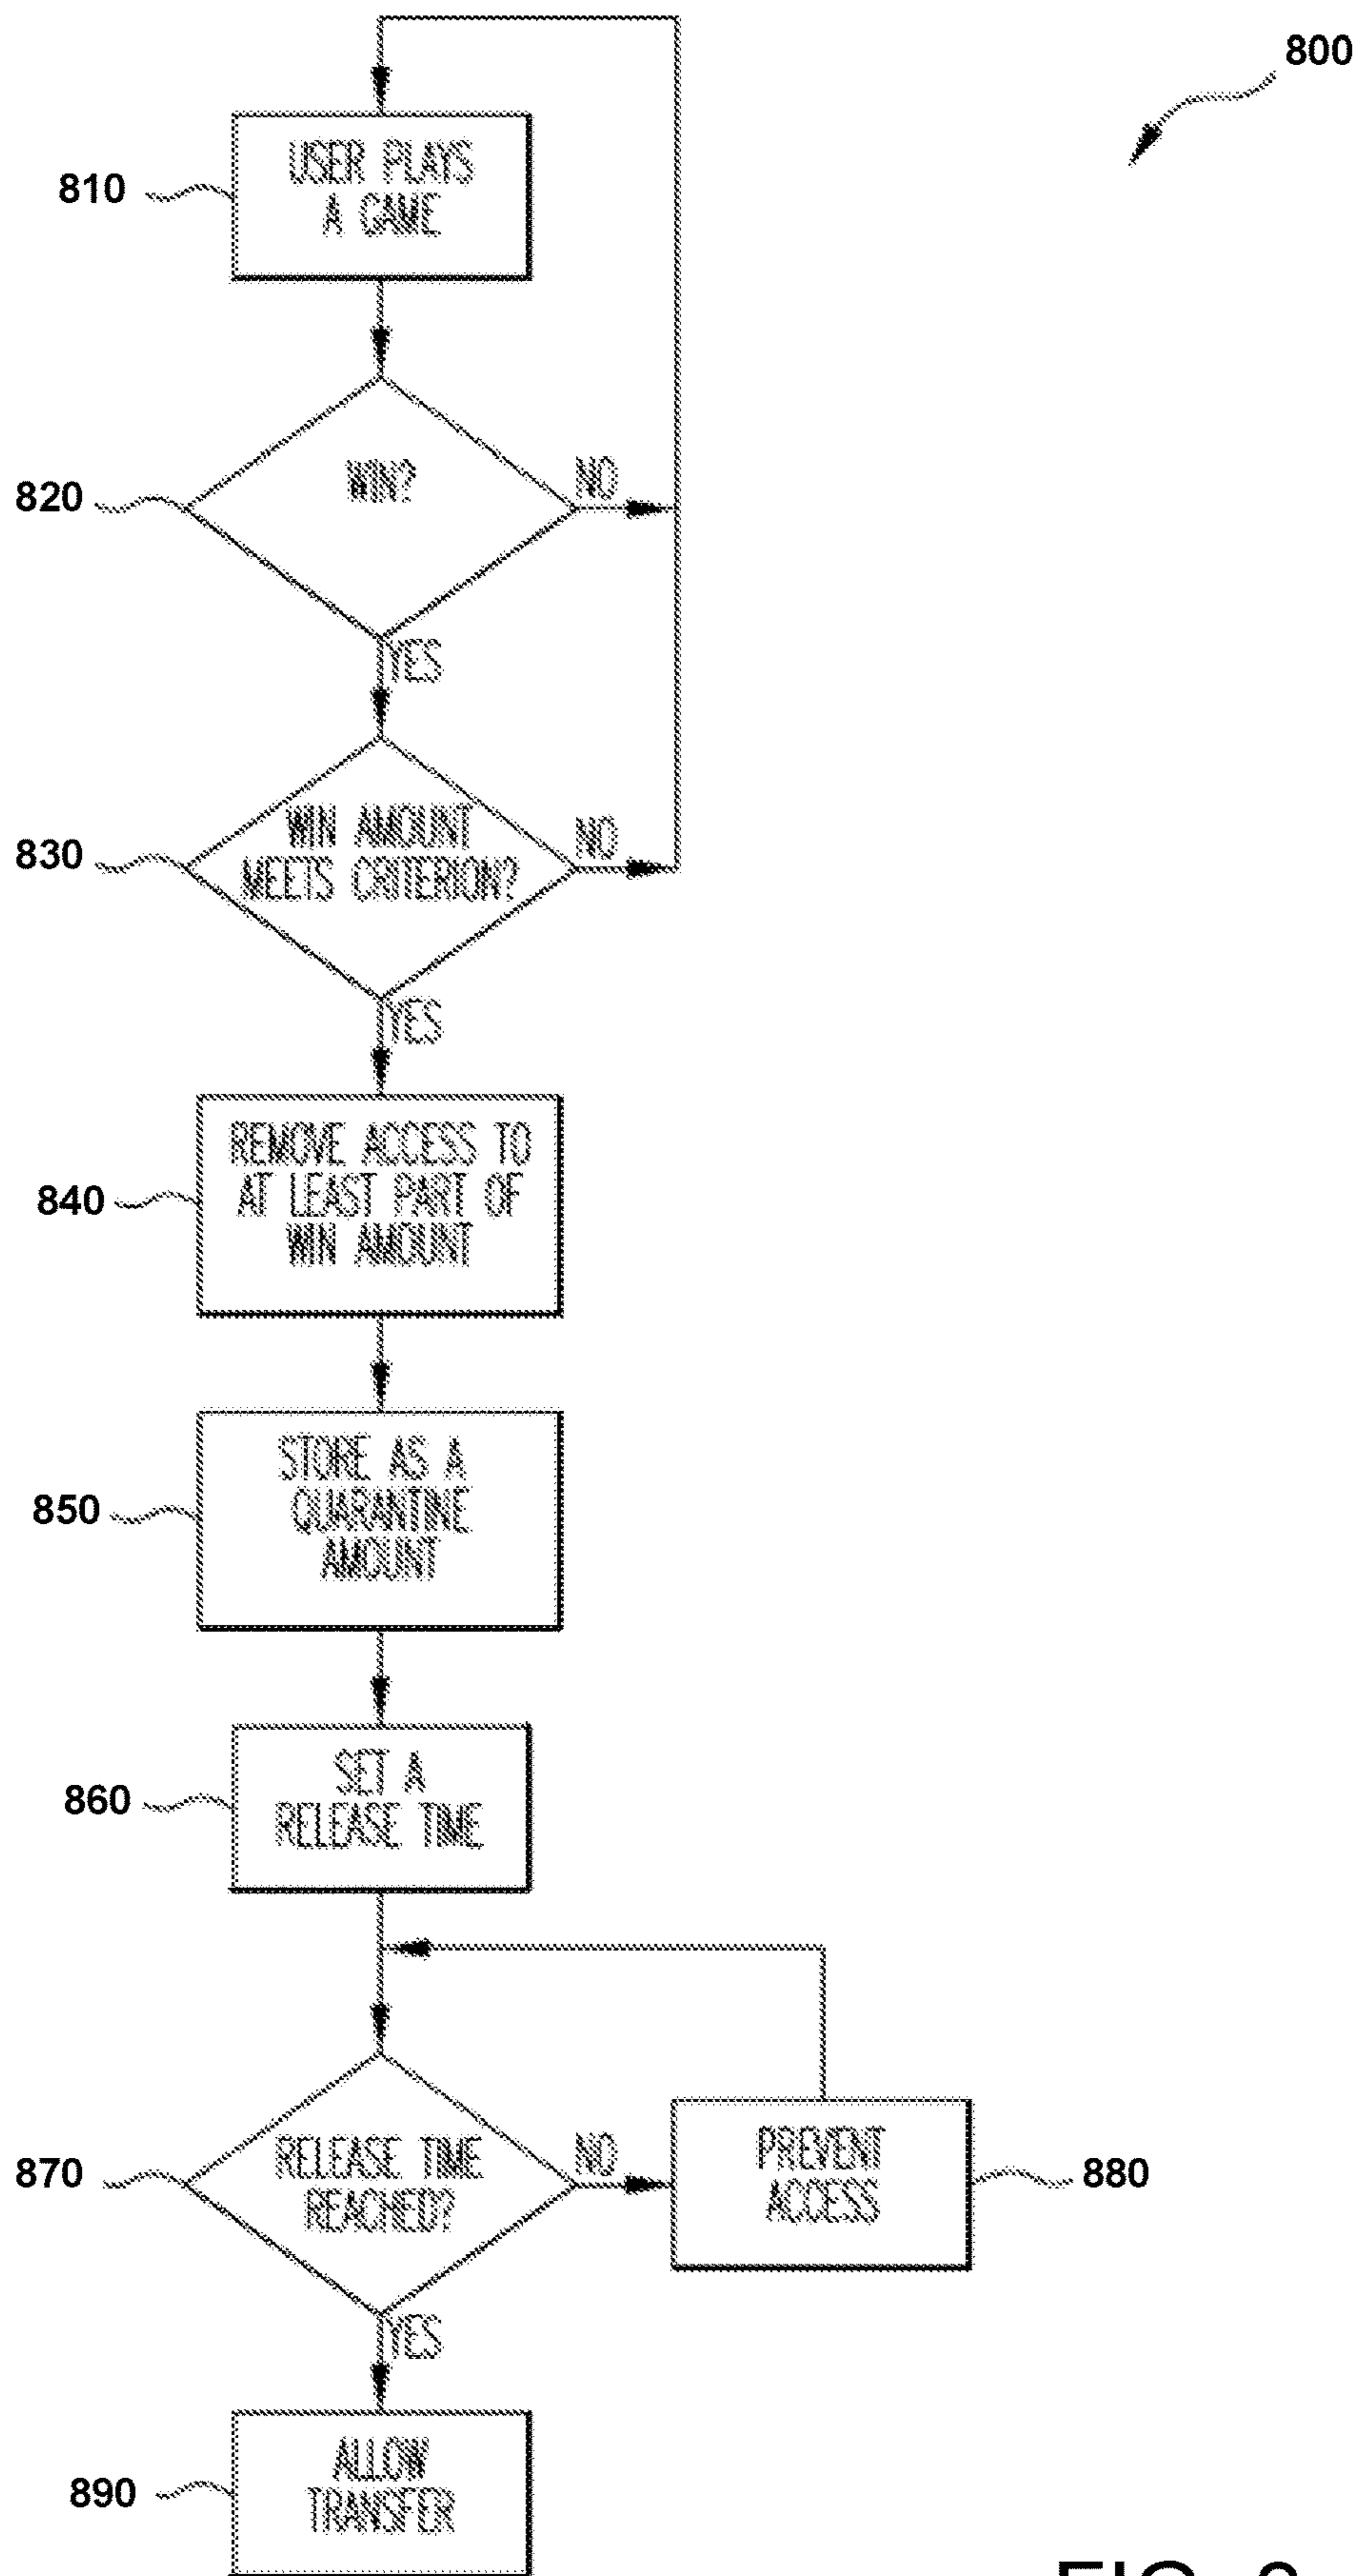 800
810
USER PLAYS
A GAME
820
WIN?
NO
YES
830
WIN AMOUNT
MEETS CRITERION?
NO
YES
840
REMOVE ACCESS TO
AT LEAST PART OF
WIN AMOUNT
850
STORE AS A
QUARANTINE
AMOUNT
860
SET A
RELEASE TIME
870
RELEASE TIME
REACHED?
NO
PREVENT
ACCESS
880
YES
890
ALLOW
TRANSFER